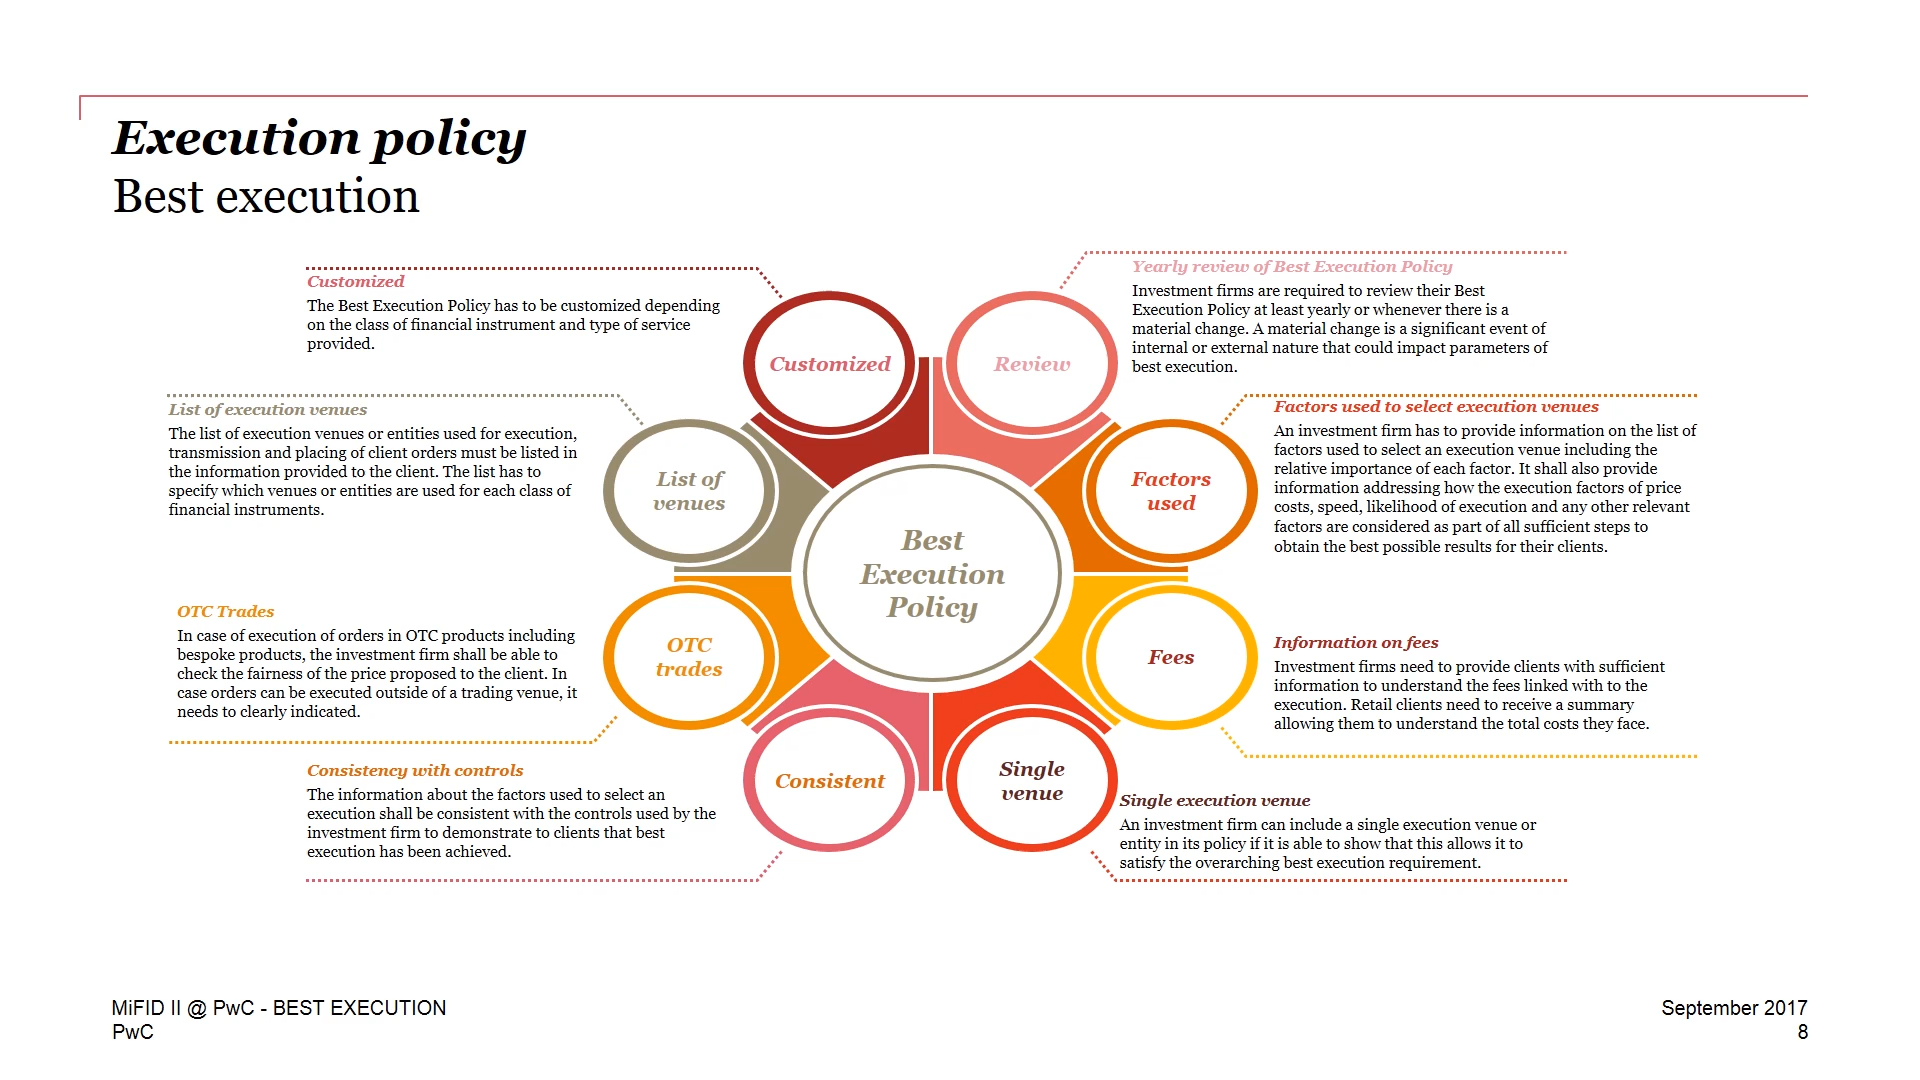 Execution policy
Best execution
Customized
The Best Execution Policy has to be customized depending
on the class of financial instrument and type of service
provided.
Yearly review of Best Execution Policy
Investment firms are required to review their Best
Execution Policy at least yearly or whenever there is a
material change. A material change is a significant event of
internal or external nature that could impact parameters of
best execution.
List of execution venues
The list of execution venues or entities used for execution,
transmission and placing of client orders must be listed in
the information provided to the client. The list has to
specify which venues or entities are used for each class of
financial instruments.
Factors used to select execution venues
An investment firm has to provide information on the list of
factors used to select an execution venue including the
relative importance of each factor. It shall also provide
information addressing how the execution factors of price
costs, speed, likelihood of execution and any other relevant
factors are considered as part of all sufficient steps to
obtain the best possible results for their clients.
Customized
Review
List of
venues
Factors
used
Best
Execution
Policy
OTC
trades
Fees
Consistent
Single
venue
OTC Trades
In case of execution of orders in OTC products including
bespoke products, the investment firm shall be able to
check the fairness of the price proposed to the client. In
case orders can be executed outside of a trading venue, it
needs to clearly indicated.
Information on fees
Investment firms need to provide clients with sufficient
information to understand the fees linked with to the
execution. Retail clients need to receive a summary
allowing them to understand the total costs they face.
Consistency with controls
The information about the factors used to select an
execution shall be consistent with the controls used by the
investment firm to demonstrate to clients that best
execution has been achieved.
Single execution venue
An investment firm can include a single execution venue or
entity in its policy if it is able to show that this allows it to
satisfy the overarching best execution requirement.
MiFID II @ PwC - BEST EXECUTION
PwC
September 2017
8